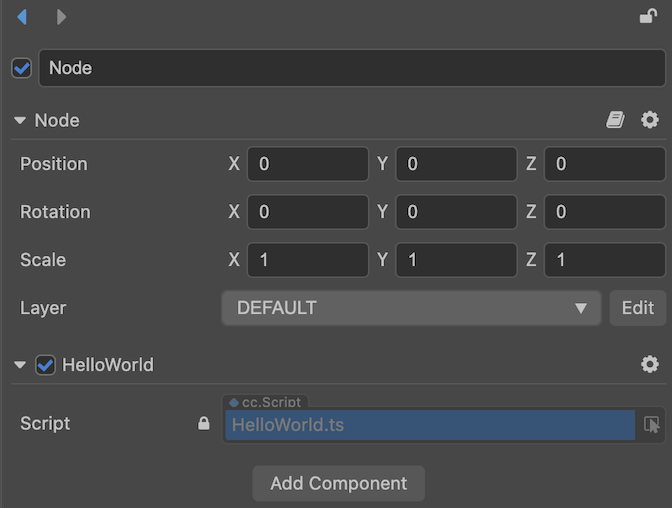 Node
Node
Position X 0 Y 0 Z 0
Rotation X 0 Y 0 Z 0
Scale X 1 Y 1 Z 1
Layer DEFAULT Edit
HelloWorld
cc.Script
Script HelloWorld.ts
Add Component